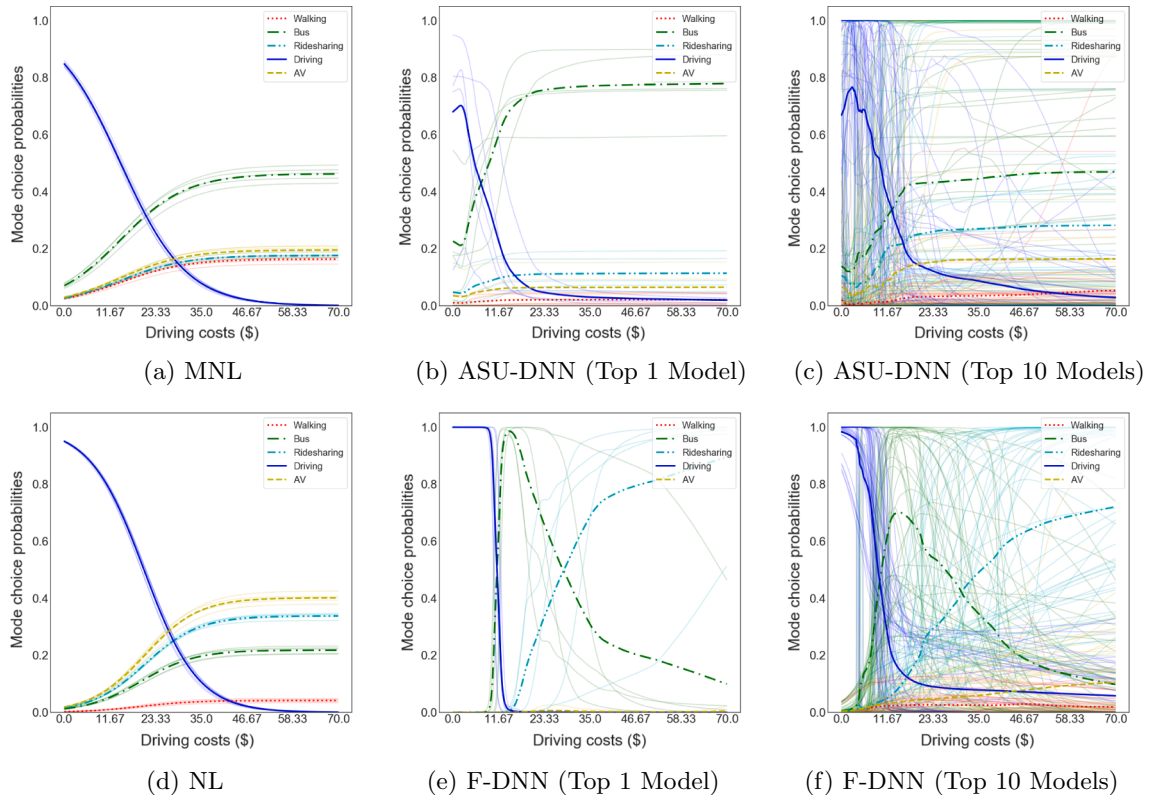 Mode choice probabilities
1.0
0.8
0.6
0.4
0.2
0.0
Walking
Bus
Ridesharing
Driving
AV
0.0 11.67 23.33 35.0 46.67 58.33 70.0
Driving costs ($)
(a) MNL
Mode choice probabilities
1.0
0.8
0.6
0.4
0.2
0.0
Walking
Bus
Ridesharing
Driving
AV
0.0 11.67 23.33 35.0 46.67 58.33 70.0
Driving costs ($)
(b) ASU-DNN (Top 1 Model)
Mode choice probabilities
1.0
0.8
0.6
0.4
0.2
0.0
Walking
Bus
Ridesharing
Driving
AV
0.0 11.67 23.33 35.0 46.67 58.33 70.0
Driving costs ($)
(c) ASU-DNN (Top 10 Models)
Mode choice probabilities
1.0
0.8
0.6
0.4
0.2
0.0
Walking
Bus
Ridesharing
Driving
AV
0.0 11.67 23.33 35.0 46.67 58.33 70.0
Driving costs ($)
(d) NL
Mode choice probabilities
1.0
0.8
0.6
0.4
0.2
0.0
Walking
Bus
Ridesharing
Driving
AV
0.0 11.67 23.33 35.0 46.67 58.33 70.0
Driving costs ($)
(e) F-DNN (Top 1 Model)
Mode choice probabilities
1.0
0.8
0.6
0.4
0.2
0.0
Walking
Bus
Ridesharing
Driving
AV
0.0 11.67 23.33 35.0 46.67 58.33 70.0
Driving costs ($)
(f) F-DNN (Top 10 Models)